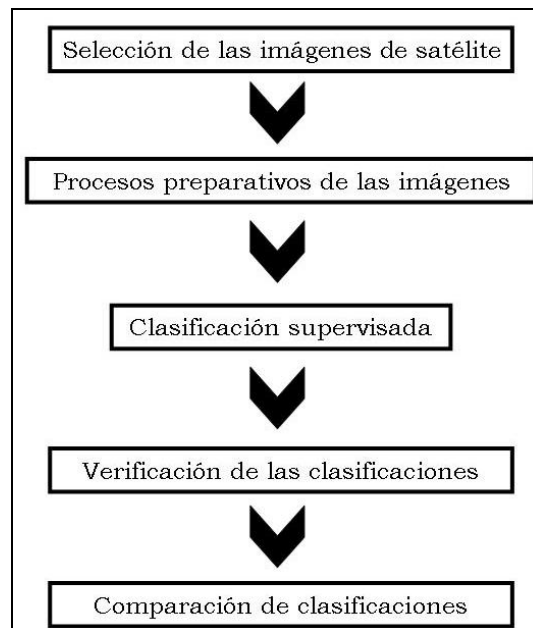 Selección de las imágenes de satélite
Procesos preparativos de las imágenes
Clasificación supervisada
Verificación de las clasificaciones
Comparación de clasificaciones